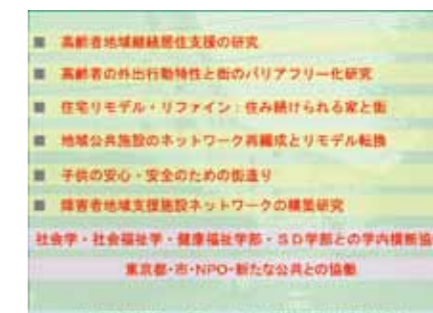 ■ 高齢者地域継続居住支援の研究
■ 高齢者の外出行動特性と街のバリアフリー化研究
■ 住宅リモデル・リファイン：住み続けられる家と街
■ 地域公共施設のネットワーク再編成とリモデル転換
■ 子供の安心・安全のための街造り
■ 障害者地域支援施設ネットワークの構築研究
社会学・社会福祉学・健康福祉学部・SD学部との学内横断協
東京都・市・NPO・新たな公共との協働